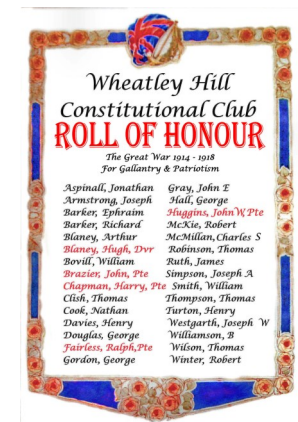 Wheatley Hill
Constitutional Club
ROLL OF HONOUR
The Great War 1914 - 1918
For Gallantry & Patriotism
Aspinall, Jonathan
Armstrong, Joseph
Barker, Ephraim
Barker, Richard
Blaney, Arthur
Blaney, Hugh, Dvr
Bovill, William
Brazier, John, Pte
Chapman, Harry, Pte
Clish, Thomas
Cook, Nathan
Davies, Henry
Douglas, George
Fairless, Ralph,Pte
Gordon, George
Gray, John E
Hall, George
Huggins, John W, Pte
McKie, Robert
McMillan, Charles S
Robinson, Thomas
Ruth, James
Simpson, Joseph A
Smith, William
Thompson, Thomas
Turton, Henry
Westgarth, Joseph W
Williamson, B
Wilson, Thomas
Winter, Robert